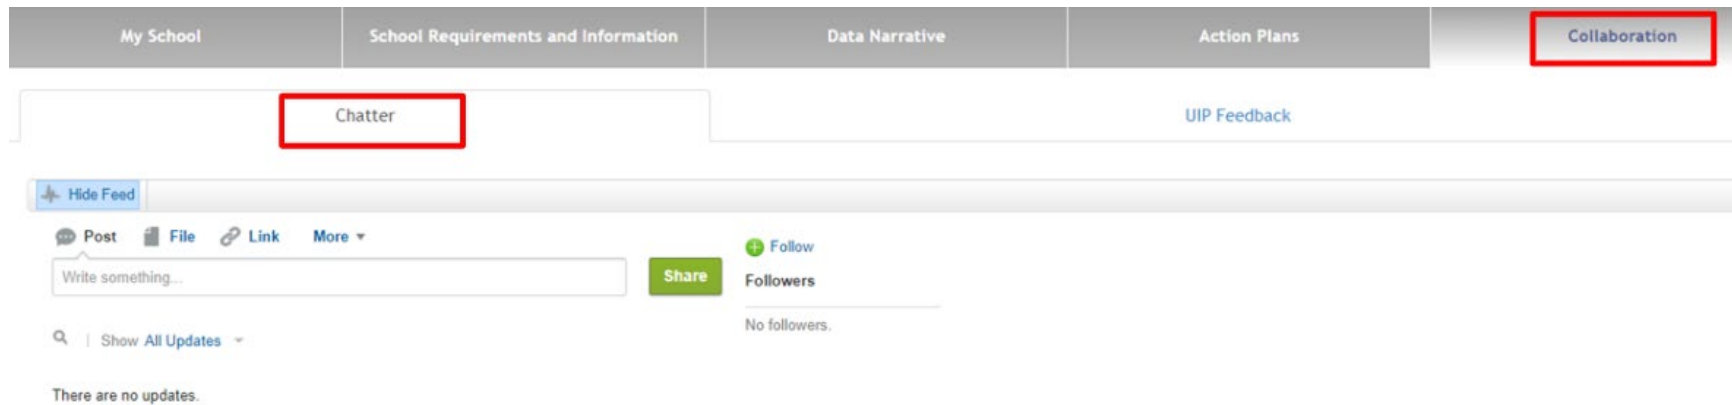 My School School Requirements and Information Data Narrative Action Plans Collaboration
Chatter UIP Feedback
Hide Feed
Post File Link More
Write something...
Share
Follow
Followers
No followers.
Show All Updates
There are no updates.